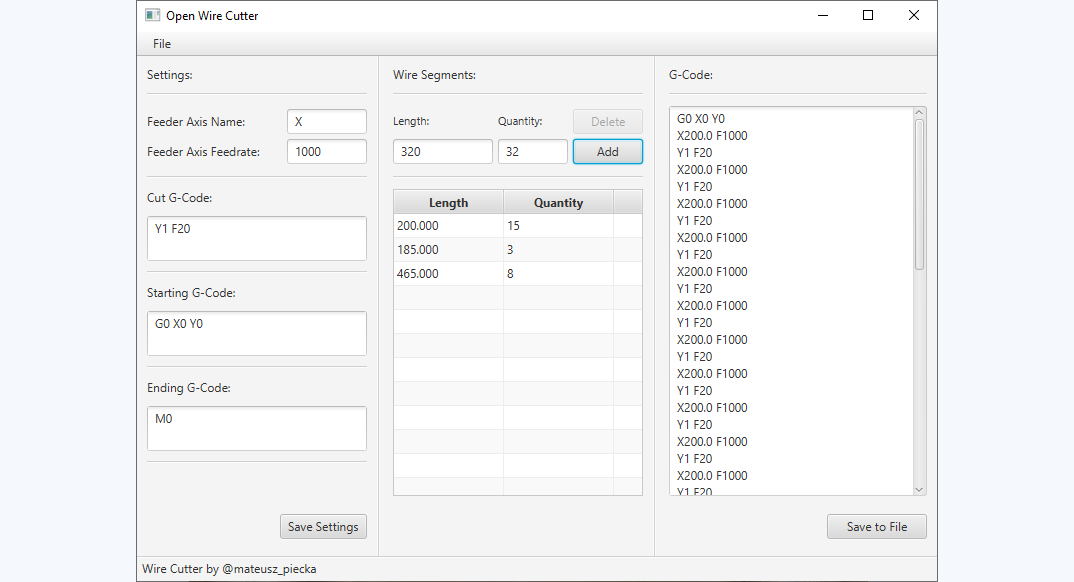 Open Wire Cutter
File
Settings:
Feeder Axis Name: X
Feeder Axis Feedrate: 1000
Cut G-Code:
Y1 F20
Starting G-Code:
G0 X0 Y0
Ending G-Code:
M0
Save Settings
Wire Segments:
Length: Quantity: Delete
320 32 Add
Length Quantity
200.000 15
185.000 3
465.000 8
G-Code:
G0 X0 Y0
X200.0 F1000
Y1 F20
X200.0 F1000
Y1 F20
X200.0 F1000
Y1 F20
X200.0 F1000
Y1 F20
X200.0 F1000
Y1 F20
X200.0 F1000
Y1 F20
X200.0 F1000
Y1 F20
X200.0 F1000
Y1 F20
X200.0 F1000
Y1 F20
X200.0 F1000
Y1 F20
X200.0 F1000
Y1 F20
Save to File
Wire Cutter by @mateusz_piecka